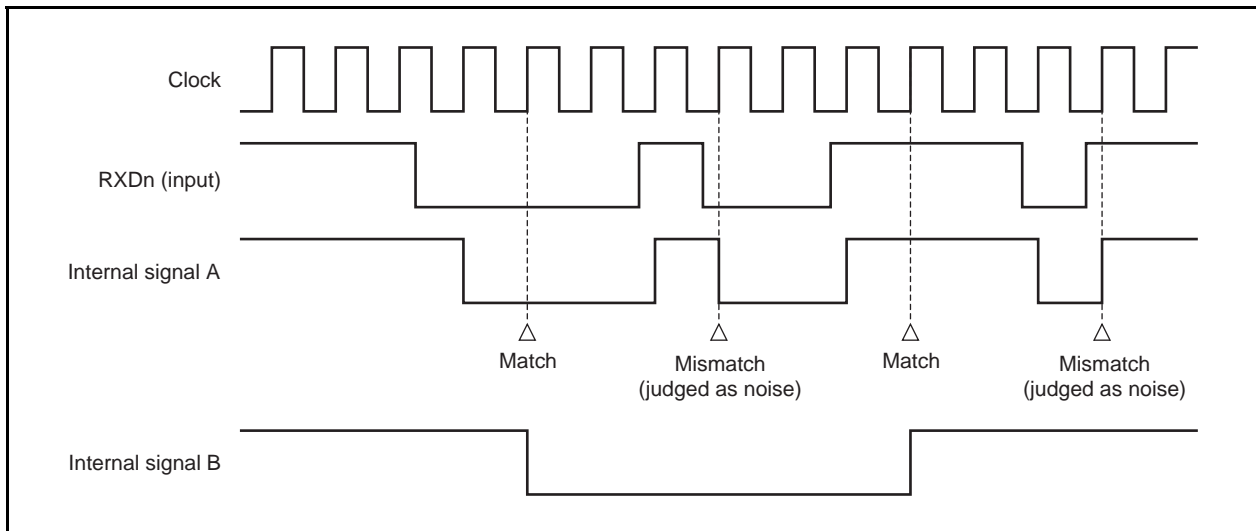 Clock
RXDn (input)
Internal signal A
Match
Mismatch
(judged as noise)
Match
Mismatch
(judged as noise)
Internal signal B